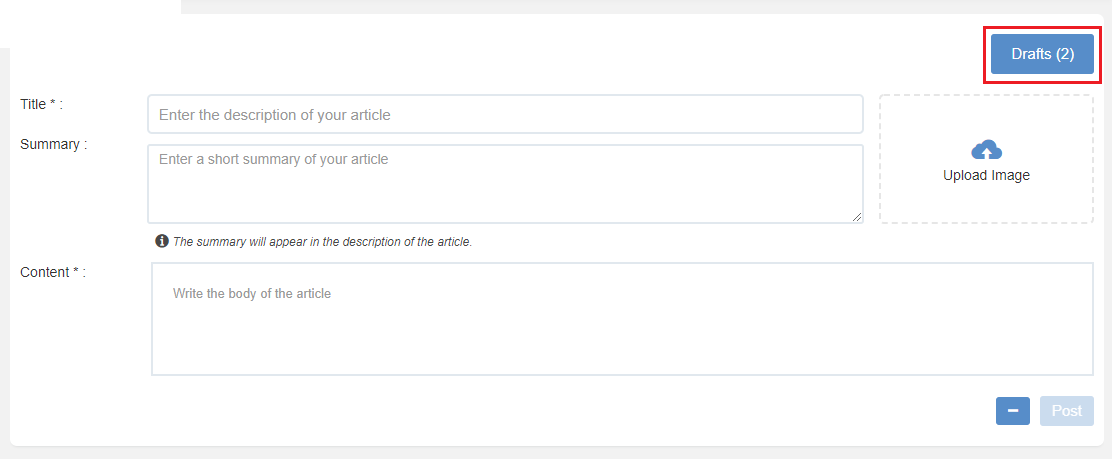 Drafts (2)
Title * :
Enter the description of your article
Summary :
Enter a short summary of your article
Upload Image
The summary will appear in the description of the article.
Content * :
Write the body of the article
Post